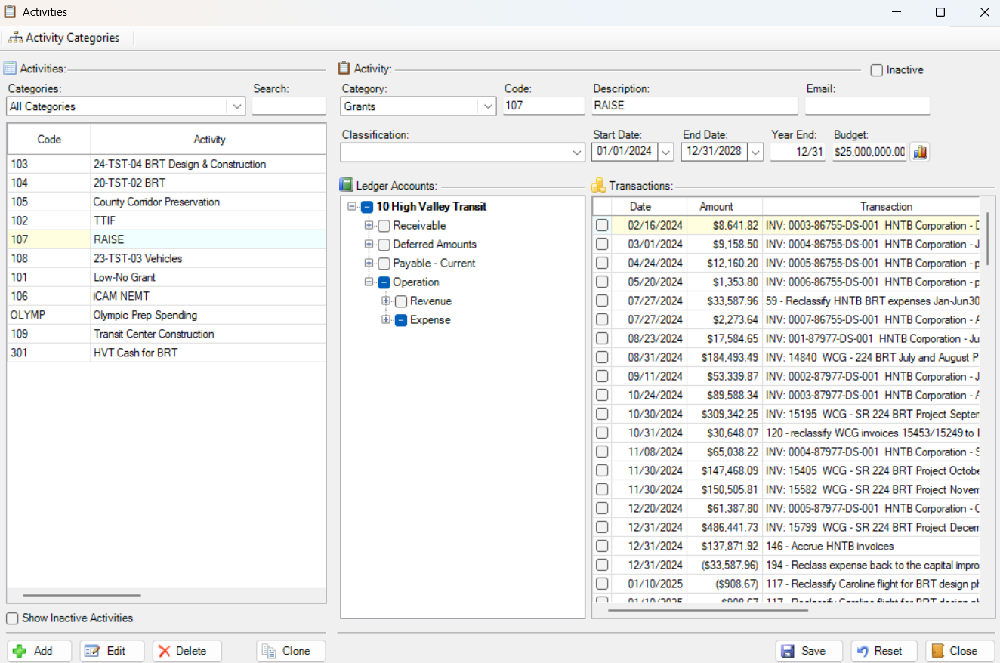 Activities
Activity Categories
Activities:
Categories: Search:
All Categories
Code Activity
103 24-TST-04 BRT Design & Construction
104 20-TST-02 BRT
105 County Corridor Preservation
102 TTIF
107 RAISE
108 23-TST-03 Vehicles
101 Low-No Grant
106 iCAM NEMT
OLYMP Olympic Prep Spending
109 Transit Center Construction
301 HVT Cash for BRT
Show Inactive Activities
Add Edit Delete Clone
Activity: Inactive
Category: Code: Description: Email:
Grants 107 RAISE
Classification: Start Date: End Date: Year End: Budget:
01/01/2024 12/31/2028 12/31 $25,000,000.00
Ledger Accounts:
10 High Valley Transit
Receivable
Deferred Amounts
Payable - Current
Operation
Revenue
Expense
Transactions:
Date Amount Transaction
02/16/2024 $8,641.82 INV: 0003-86755-DS-001 HNTB Corporation -
03/01/2024 $9,158.50 INV: 0004-86755-DS-001 HNTB Corporation - J
04/24/2024 $12,160.20 INV: 0005-86755-DS-001 HNTB Corporation - p
05/20/2024 $1,353.80 INV: 0006-86755-DS-001 HNTB Corporation - p
07/27/2024 $33,587.96 59 - Reclassify HNTB BRT expenses Jan-Jun30
07/27/2024 $2,273.64 INV: 0007-86755-DS-001 HNTB Corporation - A
08/23/2024 $17,584.65 INV: 001-87977-DS-001 HNTB Corporation - Ju
08/31/2024 $184,493.49 INV: 14840 WCG - 224 BRT July and August P
09/11/2024 $53,339.87 INV: 0002-87977-DS-001 HNTB Corporation - J
10/24/2024 $89,588.34 INV: 0003-87977-DS-001 HNTB Corporation - A
10/30/2024 $309,342.25 INV: 15195 WCG - SR 224 BRT Project Septer
10/31/2024 $30,648.07 120 - reclassify WCG invoices 15453/15249 to
11/08/2024 $65,038.22 INV: 0004-87977-DS-001 HNTB Corporation - S
11/30/2024 $147,468.09 INV: 15405 WCG - SR 224 BRT Project Octobe
11/30/2024 $150,505.81 INV: 15582 WCG - SR 224 BRT Project Novem
12/20/2024 $61,387.80 INV: 0005-87977-DS-001 HNTB Corporation -
12/31/2024 $486,441.73 INV: 15799 WCG - SR 224 BRT Project Decem
12/31/2024 $137,871.92 146 - Accrue HNTB invoices
12/31/2024 ($33,587.96) 194 - Reclass expense back to the capital impro
01/10/2025 ($908.67) 117 - Reclassify Caroline flight for BRT design ph
Save Reset Close